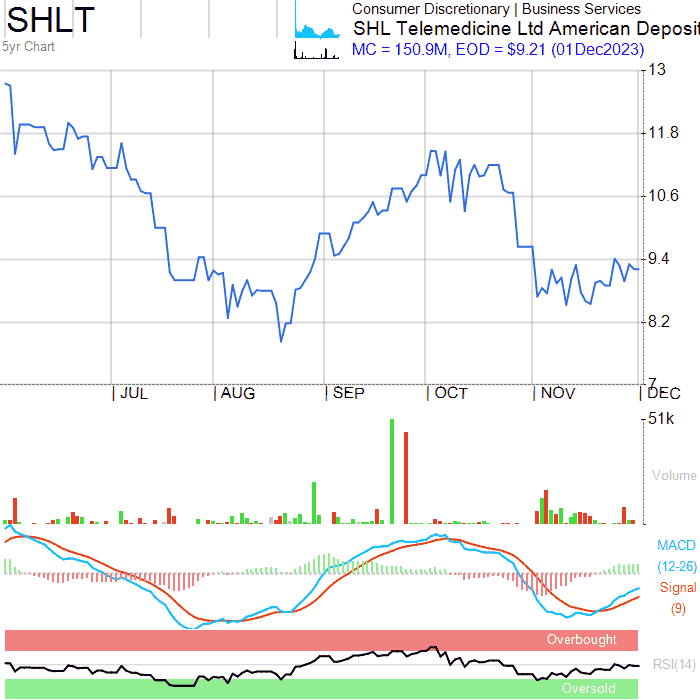 SHLT
5yr Chart
Consumer Discretionary | Business Services
SHL Telemedicine Ltd American Deposit
MC = 150.9M, EOD = $9.21 (01Dec2023)
13
11.8
10.6
9.4
8.2
7
JUL
AUG
SEP
OCT
NOV
DEC
51k
Volume
MACD
(12-26)
Signal
(9)
Overbought
RSI(14)
Oversold